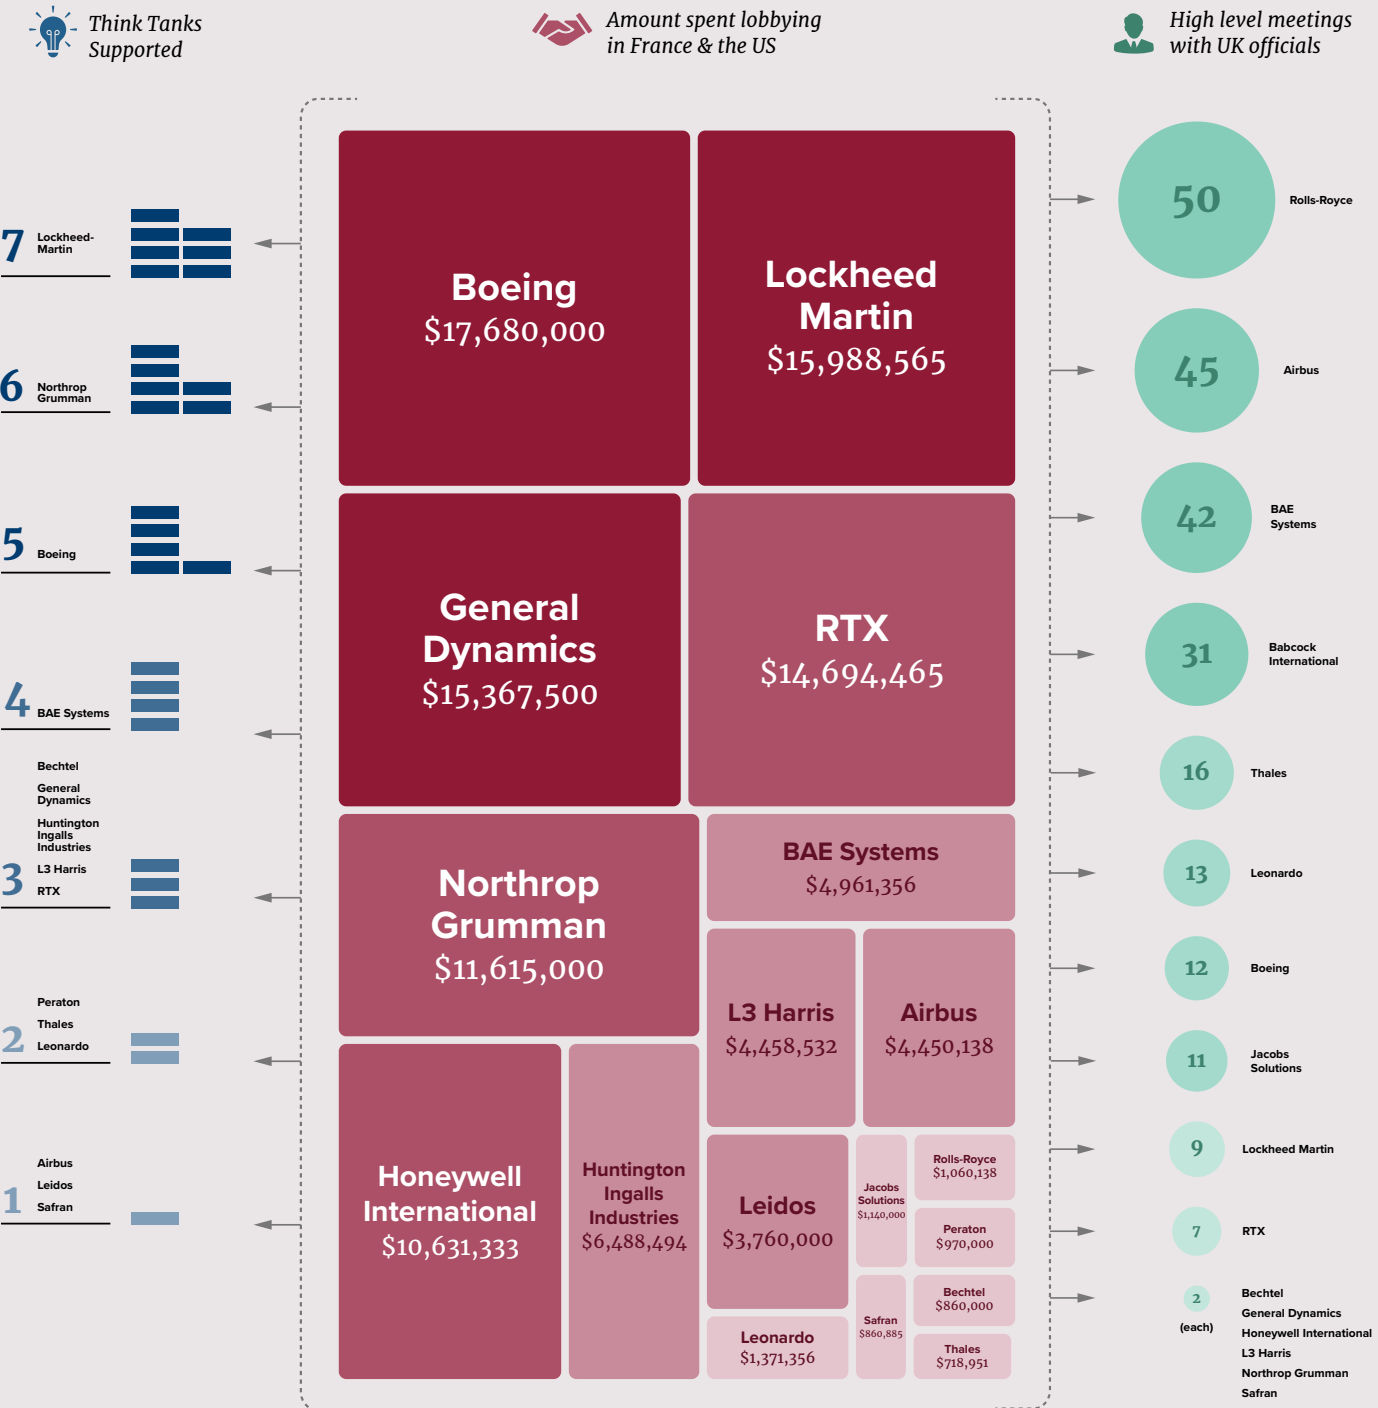 Think Tanks
Supported
Amount spent lobbying
in France & the US
High level meetings
with UK officials
7
Lockheed-
Martin
6
Northrop
Grumman
5
Boeing
4
BAE Systems
Bechtel
General
Dynamics
Huntington
Ingalls
Industries
L3 Harris
3
RTX
Peraton
Thales
2
Leonardo
Airbus
Leidos
1
Safran
Boeing
$17,680,000
Lockheed
Martin
$15,988,565
General
Dynamics
$15,367,500
RTX
$14,694,465
Northrop
Grumman
$11,615,000
BAE Systems
$4,961,356
L3 Harris
$4,458,532
Airbus
$4,450,138
Honeywell
International
$10,631,333
Huntington
Ingalls
Industries
$6,488,494
Leidos
$3,760,000
Jacobs
Solutions
$1,140,000
Rolls-Royce
$1,060,138
Peraton
$970,000
Leonardo
$1,371,356
Safran
$860,885
Bechtel
$860,000
Thales
$718,951
50
Rolls-Royce
45
Airbus
42
BAE
Systems
31
Babcock
International
16
Thales
13
Leonardo
12
Boeing
11
Jacobs
Solutions
9
Lockheed Martin
7
RTX
2
(each)
Bechtel
General Dynamics
Honeywell International
L3 Harris
Northrop Grumman
Safran